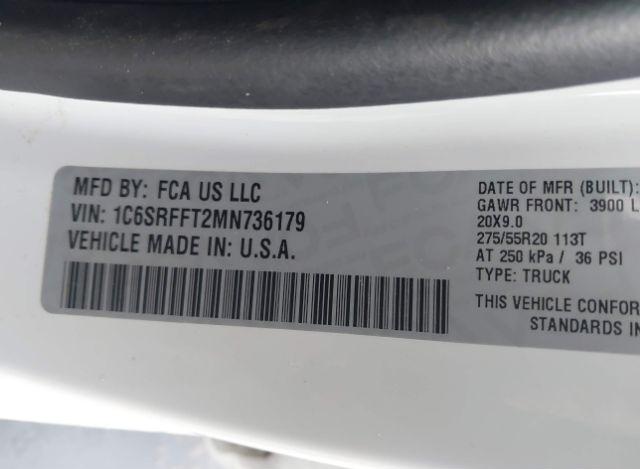 MFD BY: FCA US LLC
VIN: 1C6SRFFT2MN736179
VEHICLE MADE IN: U.S.A.
DATE OF MFR (BUILT):
GAWR FRONT: 3900 L
20X9.0
275/55R20 113T
AT 250 kPa / 36 PSI
TYPE: TRUCK
THIS VEHICLE CONFOR
STANDARDS IN